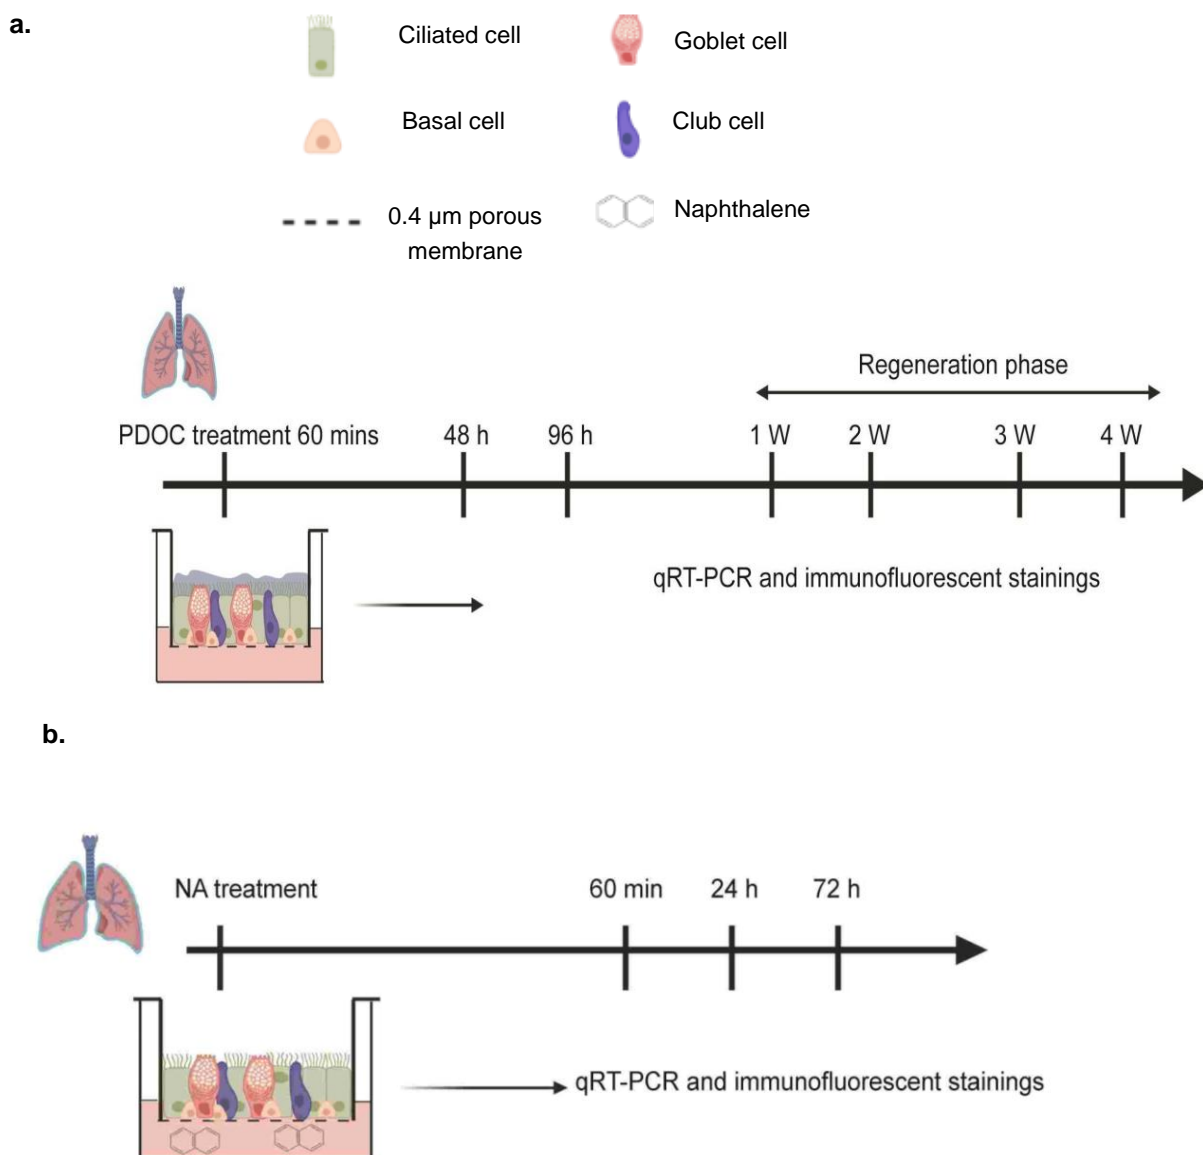 a.
Ciliated cell
Goblet cell
Basal cell
Club cell
0.4 µm porous
membrane
Naphthalene
Regeneration phase
PDOC treatment 60 mins
48 h
96 h
1 W
2 W
3 W
4 W
qRT-PCR and immunofluorescent stainings
b.
NA treatment
60 min
24 h
72 h
qRT-PCR and immunofluorescent stainings